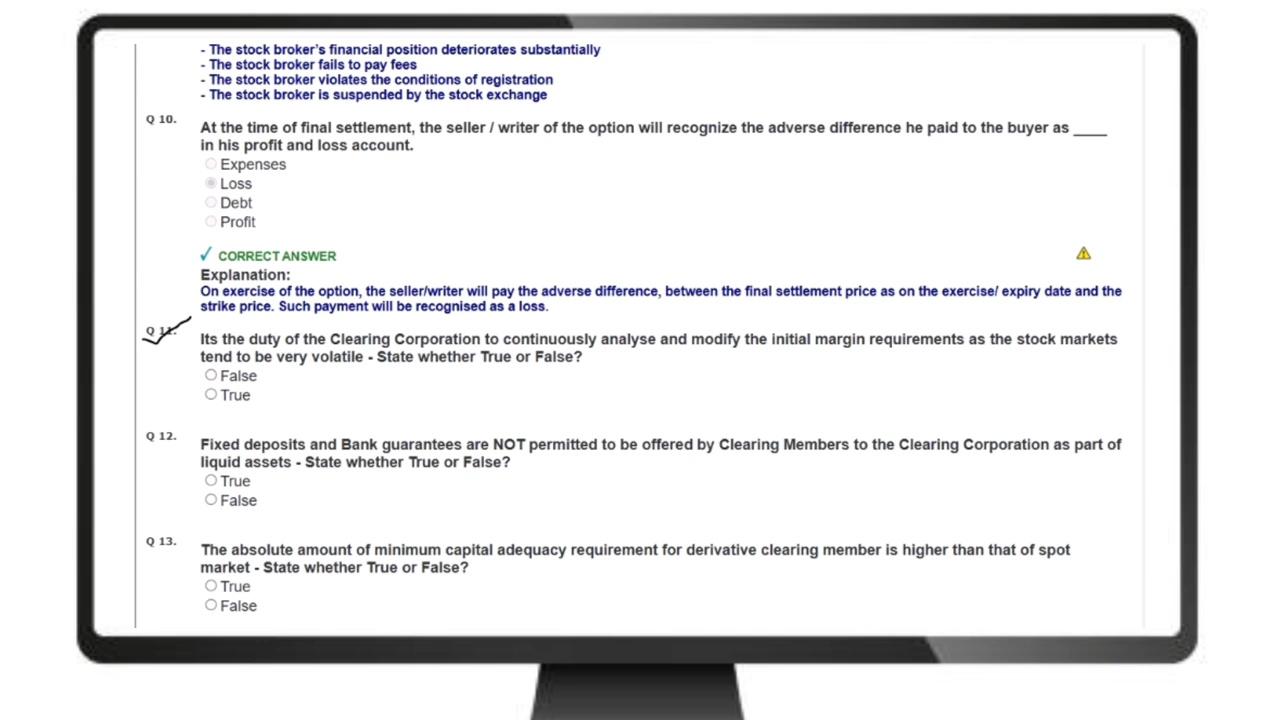 - The stock broker's financial position deteriorates substantially
- The stock broker fails to pay fees
- The stock broker violates the conditions of registration
- The stock broker is suspended by the stock exchange
Q 10.
At the time of final settlement, the seller / writer of the option will recognize the adverse difference he paid to the buyer as ____
in his profit and loss account.
Expenses
Loss
Debt
Profit
✓ CORRECT ANSWER
Explanation:
On exercise of the option, the seller/writer will pay the adverse difference, between the final settlement price as on the exercise/ expiry date and the
strike price. Such payment will be recognised as a loss.
Q 11.
Its the duty of the Clearing Corporation to continuously analyse and modify the initial margin requirements as the stock markets
tend to be very volatile - State whether True or False?
False
True
Q 12.
Fixed deposits and Bank guarantees are NOT permitted to be offered by Clearing Members to the Clearing Corporation as part of
liquid assets - State whether True or False?
True
False
Q 13.
The absolute amount of minimum capital adequacy requirement for derivative clearing member is higher than that of spot
market - State whether True or False?
True
False